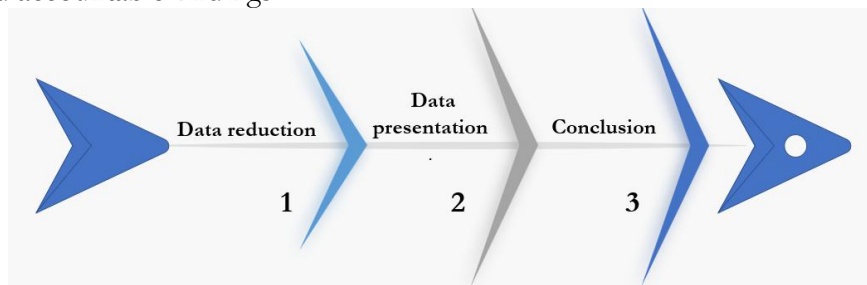 Data reduction
Data
presentation
Conclusion
1
2
3